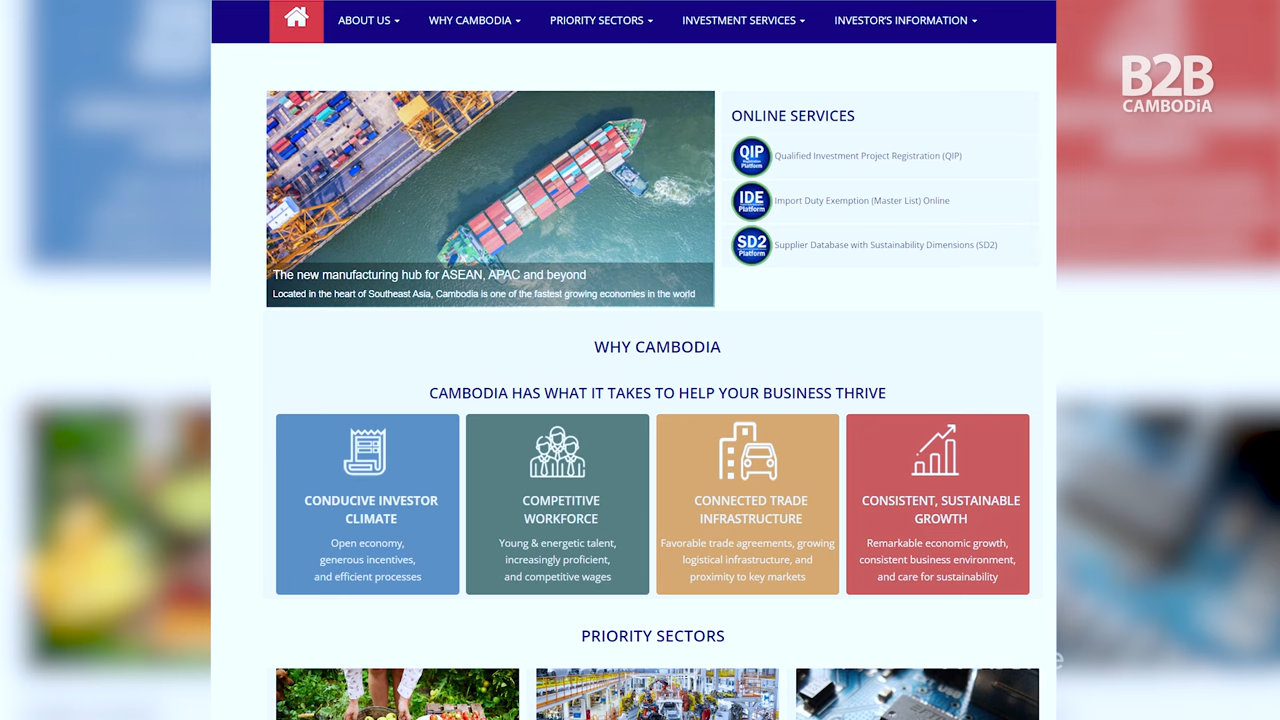 ABOUT US
WHY CAMBODIA
PRIORITY SECTORS
INVESTMENT SERVICES
INVESTOR'S INFORMATION
B2B
CAMBODiA
The new manufacturing hub for ASEAN, APAC and beyond
Located in the heart of Southeast Asia, Cambodia is one of the fastest growing economies in the world
ONLINE SERVICES
QIP
Platform
Qualified Investment Project Registration (QIP)
IDE
Platform
Import Duty Exemption (Master List) Online
SD2
Platform
Supplier Database with Sustainability Dimensions (SD2)
WHY CAMBODIA
CAMBODIA HAS WHAT IT TAKES TO HELP YOUR BUSINESS THRIVE
CONDUCIVE INVESTOR
CLIMATE
Open economy,
generous incentives,
and efficient processes
COMPETITIVE
WORKFORCE
Young & energetic talent,
increasingly proficient,
and competitive wages
CONNECTED TRADE
INFRASTRUCTURE
Favorable trade agreements, growing
logistical infrastructure, and
proximity to key markets
CONSISTENT, SUSTAINABLE
GROWTH
Remarkable economic growth,
consistent business environment,
and care for sustainability
PRIORITY SECTORS